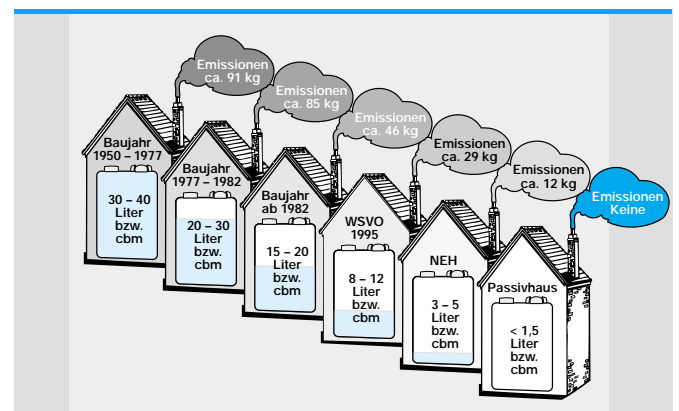 Emissionen
ca. 91 kg
Emissionen
ca. 85 kg
Emissionen
ca. 46 kg
Emissionen
ca. 29 kg
Emissionen
ca. 12 kg
Emissionen
Keine
Baujahr
1950 – 1977
30 – 40
Liter
bzw.
cbm
Baujahr
1977 – 1982
20 – 30
Liter
bzw.
cbm
Baujahr
ab 1982
15 – 20
Liter
bzw.
cbm
WSVO
1995
8 – 12
Liter
bzw.
cbm
NEH
3 – 5
Liter
bzw.
cbm
Passivhaus
< 1,5
Liter
bzw.
cbm